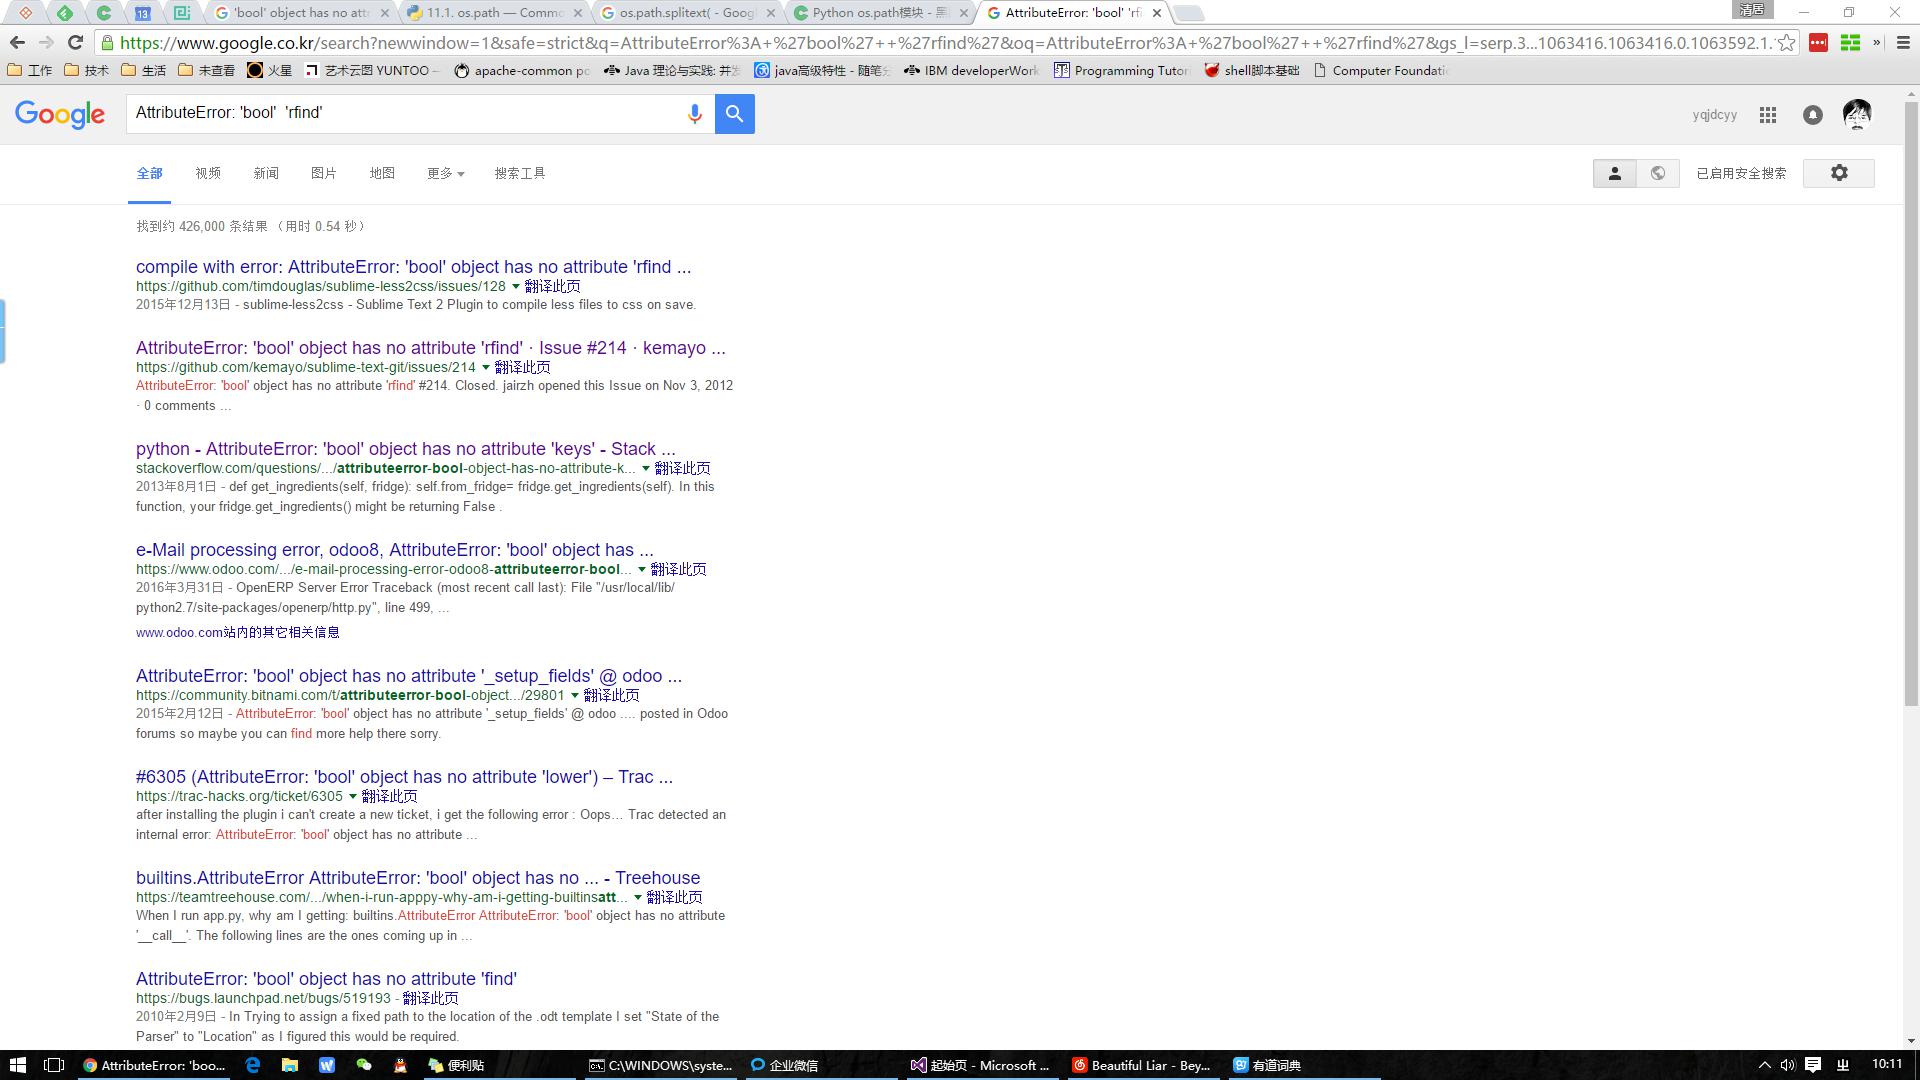 'bool' object has no att
11.1. os.path — Commo
os.path.splitext( - Googl
Python os.path模块 - 黑
AttributeError: 'bool' 'rfi
清居
https://www.google.co.kr/search?newwindow=1&safe=strict&q=AttributeError%3A+%27bool%27++%27rfind%27&oq=AttributeError%3A+%27bool%27++%27rfind%27&gs_l=serp.3...1063416.1063416.0.1063592.1.
工作
技术
生活
未查看
火星
艺术云图 YUNTOO –
apache-common po
Java 理论与实践: 并发
java高级特性 - 随笔分
IBM developerWork
Programming Tutor
shell脚本基础
Computer Foundatio
Google
AttributeError: 'bool'  'rfind'
yqjdcyy
全部
视频
新闻
图片
地图
更多
搜索工具
已启用安全搜索
找到约 426,000 条结果 （用时 0.54 秒）
compile with error: AttributeError: 'bool' object has no attribute 'rfind ...
https://github.com/timdouglas/sublime-less2css/issues/128 翻译此页
2015年12月13日 - sublime-less2css - Sublime Text 2 Plugin to compile less files to css on save.
AttributeError: 'bool' object has no attribute 'rfind' · Issue #214 · kemayo ...
https://github.com/kemayo/sublime-text-git/issues/214 翻译此页
AttributeError: 'bool' object has no attribute 'rfind' #214. Closed. jairzh opened this Issue on Nov 3, 2012
· 0 comments ...
python - AttributeError: 'bool' object has no attribute 'keys' - Stack ...
stackoverflow.com/questions/.../attributeerror-bool-object-has-no-attribute-k... 翻译此页
2013年8月1日 - def get_ingredients(self, fridge): self.from_fridge= fridge.get_ingredients(self). In this
function, your fridge.get_ingredients() might be returning False .
e-Mail processing error, odoo8, AttributeError: 'bool' object has ...
https://www.odoo.com/.../e-mail-processing-error-odoo8-attributeerror-bool... 翻译此页
2016年3月31日 - OpenERP Server Error Traceback (most recent call last): File "/usr/local/lib/
python2.7/site-packages/openerp/http.py", line 499, ...
www.odoo.com站内的其它相关信息
AttributeError: 'bool' object has no attribute '_setup_fields' @ odoo ...
https://community.bitnami.com/t/attributeerror-bool-object.../29801 翻译此页
2015年2月12日 - AttributeError: 'bool' object has no attribute '_setup_fields' @ odoo .... posted in Odoo
forums so maybe you can find more help there sorry.
#6305 (AttributeError: 'bool' object has no attribute 'lower') – Trac ...
https://trac-hacks.org/ticket/6305 翻译此页
after installing the plugin i can't create a new ticket, i get the following error : Oops… Trac detected an
internal error: AttributeError: 'bool' object has no attribute ...
builtins.AttributeError AttributeError: 'bool' object has no ... - Treehouse
https://teamtreehouse.com/.../when-i-run-apppy-why-am-i-getting-builtinsatt... 翻译此页
When I run app.py, why am I getting: builtins.AttributeError AttributeError: 'bool' object has no attribute
'__call__'. The following lines are the ones coming up in ...
AttributeError: 'bool' object has no attribute 'find'
https://bugs.launchpad.net/bugs/519193 - 翻译此页
2010年2月9日 - In Trying to assign a fixed path to the location of the .odt template I set "State of the
Parser" to "Location" as I figured this would be required.
AttributeError: 'boo...
便利贴
C:\WINDOWS\syste...
企业微信
起始页 - Microsoft ...
Beautiful Liar - Bey...
有道词典
10:11